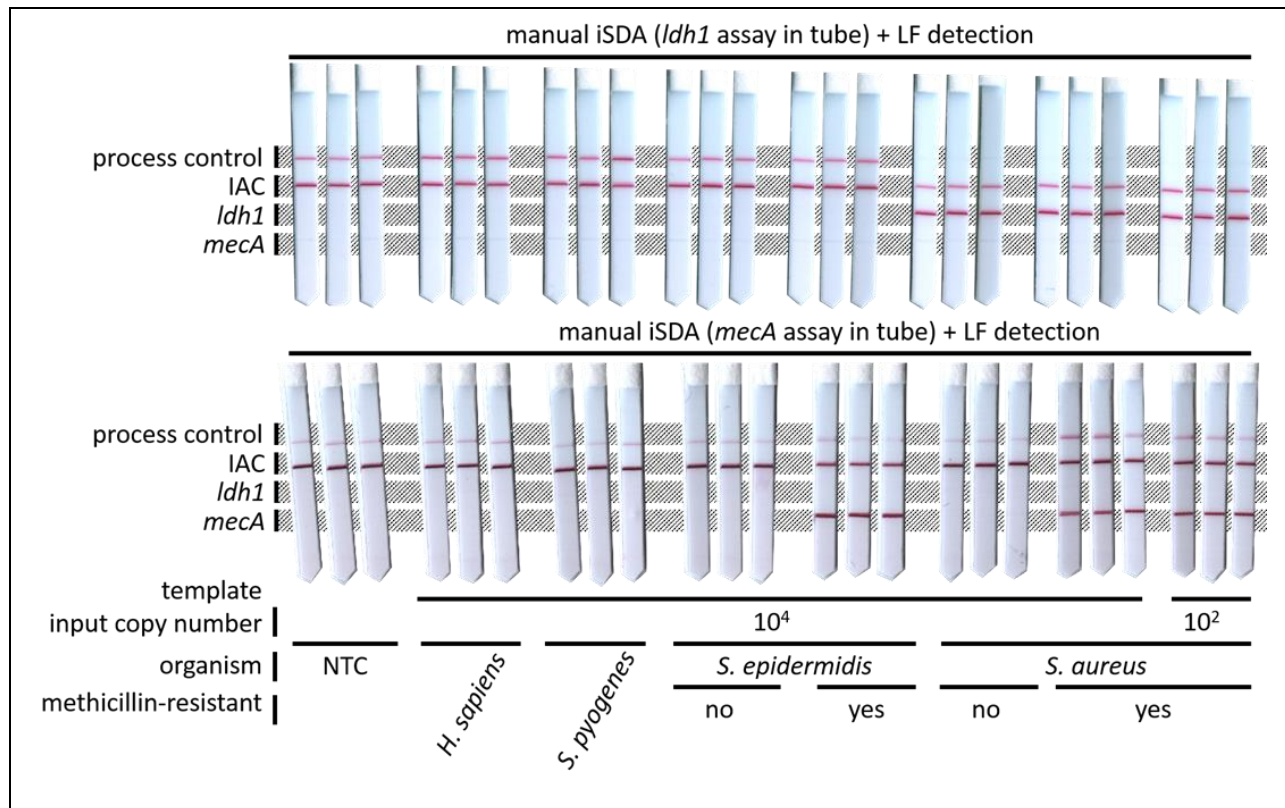 manual iSDA (ldh1 assay in tube) + LF detection
process control
IAC
ldh1
mecA
manual iSDA (mecA assay in tube) + LF detection
process control
IAC
ldh1
mecA
template
input copy number
10⁴
10²
organism
NTC
H. sapiens
S. pyogenes
S. epidermidis
S. aureus
methicillin-resistant
no
yes
no
yes